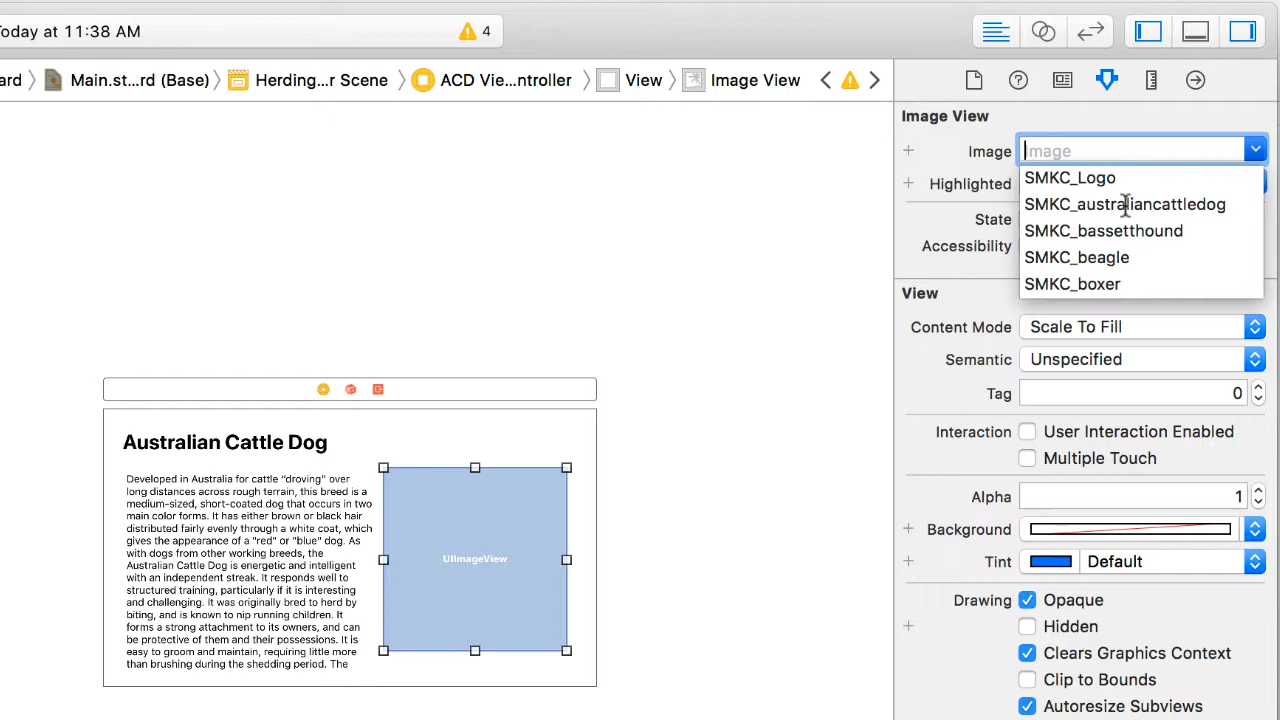 Today at 11:38 AM
4
ard
Main.st...rd (Base)
Herding...r Scene
ACD Vie...ntroller
View
Image View
Image View
Image
Image
SMKC_Logo
Highlighted
SMKC_australiancattledog
State
SMKC_bassetthound
Accessibility
SMKC_beagle
SMKC_boxer
View
Content Mode
Scale To Fill
Semantic
Unspecified
Tag
0
Interaction
User Interaction Enabled
Multiple Touch
Alpha
1
Background
Tint
Default
Drawing
Opaque
Hidden
Clears Graphics Context
Clip to Bounds
Autoresize Subviews
Australian Cattle Dog
Developed in Australia for cattle “droving” over
long distances across rough terrain, this breed is a
medium-sized, short-coated dog that occurs in two
main color forms. It has either brown or black hair
distributed fairly evenly through a white coat, which
gives the appearance of a "red" or "blue" dog. As
with dogs from other working breeds, the
Australian Cattle Dog is energetic and intelligent
with an independent streak. It responds well to
structured training, particularly if it is interesting
and challenging. It was originally bred to herd by
biting, and is known to nip running children. It
forms a strong attachment to its owners, and can
be protective of them and their possessions. It is
easy to groom and maintain, requiring little more
than brushing during the shedding period. The
UIImageView